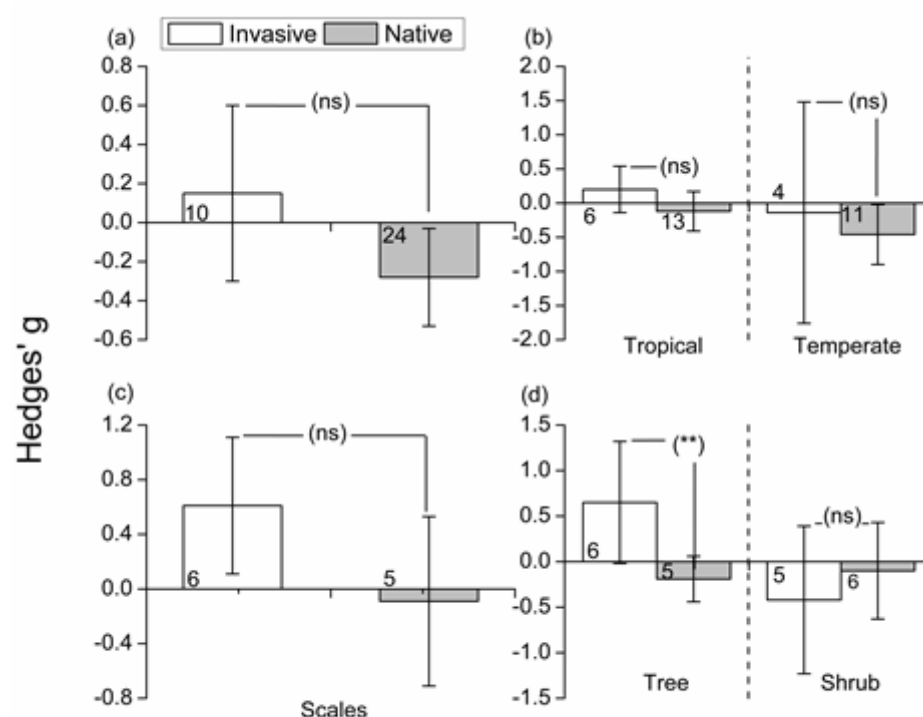 (a)
Invasive
Native
0.8
0.6
0.4
0.2
0.0
-0.2
-0.4
-0.6
(ns)
10
24
(b)
2.0
1.5
1.0
0.5
0.0
-0.5
-1.0
-1.5
-2.0
(ns)
(ns)
6
13
4
11
Tropical
Temperate
Hedges' g
(c)
1.2
0.8
0.4
0.0
-0.4
-0.8
(ns)
6
5
Scales
(d)
1.5
1.0
0.5
0.0
-0.5
-1.0
-1.5
(**)
(ns)
6
5
5
6
Tree
Shrub